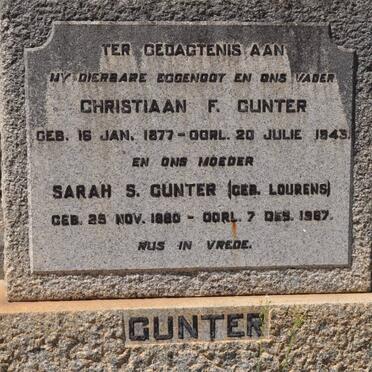 TER GEDAGTENIS AAN
MY DIERBARE EGGENOOT EN ONS VADER
CHRISTIAAN F. GUNTER
GEB. 16 JAN. 1877 - OORL. 20 JULIE 1943.
EN ONS MOEDER
SARAH S. GUNTER (GEB. LOURENS)
GEB. 25 NOV. 1880 - OORL. 7 DES. 1967.
RUS IN VREDE.
GUNTER